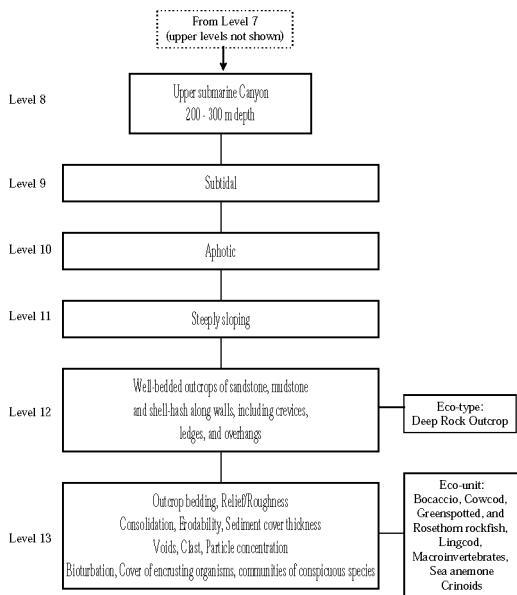 From Level 7
(upper levels not shown)
Level 8
Upper submarine Canyon
200 - 300 m depth
Level 9
Subtidal
Level 10
Aphotic
Level 11
Steeply sloping
Level 12
Well-bedded outcrops of sandstone, mudstone
and shell-hash along walls, including crevices,
ledges, and overhangs
Eco-type:
Deep Rock Outcrop
Level 13
Outcrop bedding, Relief/Roughness
Consolidation, Erodability, Sediment cover thickness
Voids, Clast, Particle concentration
Bioturbation, Cover of encrusting organisms, communities of conspicuous species
Eco-unit:
Bocaccio, Cowcod,
Greenspotted, and
Rosethorn rockfish,
Lingcod,
Macroinvertebrates,
Sea anemone
Crinoids